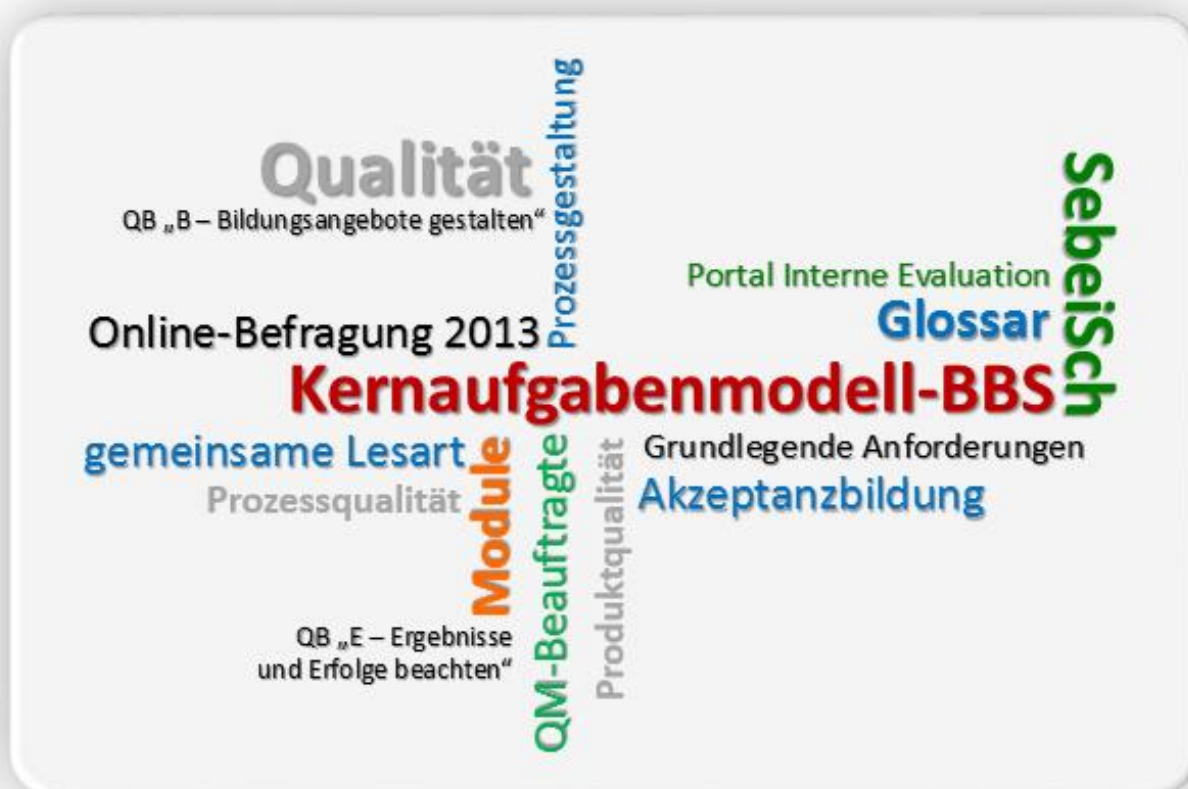 Prozessgestaltung
Qualität
QB „B – Bildungsangebote gestalten“
SebeiSch
Portal Interne Evaluation
Glossar
Online-Befragung 2013
Kernaufgabenmodell-BBS
gemeinsame Lesart
Prozessqualität
Module
QM-Beauftragte
Produktqualität
Grundlegende Anforderungen
Akzeptanzbildung
QB „E – Ergebnisse
und Erfolge beachten“